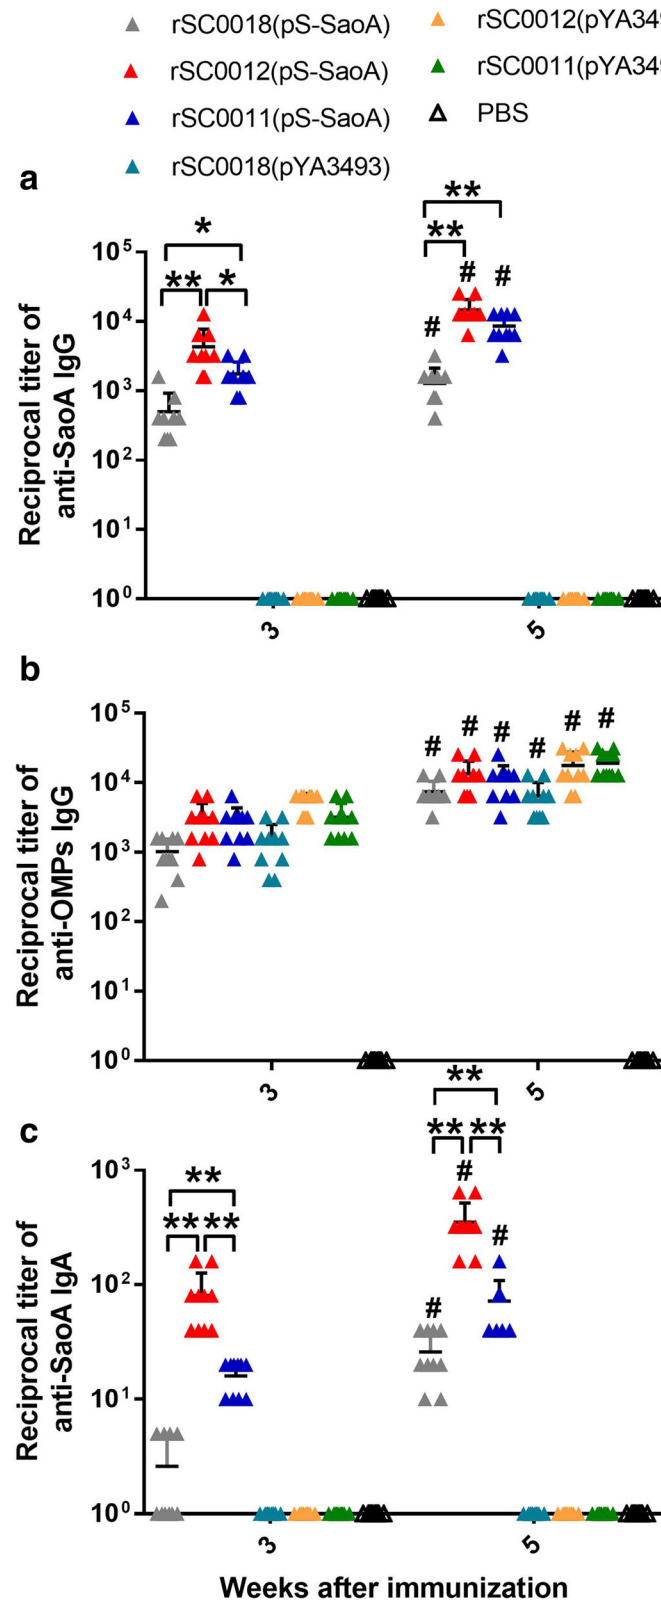 rSC0018(pS-SaoA)
rSC0012(pS-SaoA)
rSC0011(pS-SaoA)
rSC0018(pYA3493)
rSC0012(pYA349
rSC0011(pYA349
PBS
a
** * *
** **
# # #
Reciprocal titer of
anti-SaoA IgG
10^5
10^4
10^3
10^2
10^1
10^0
3 5
b
# # # # # #
Reciprocal titer of
anti-OMPs IgG
10^5
10^4
10^3
10^2
10^1
10^0
3 5
c
** ** **
** ** **
# # #
Reciprocal titer of
anti-SaoA IgA
10^3
10^2
10^1
10^0
3 5
Weeks after immunization